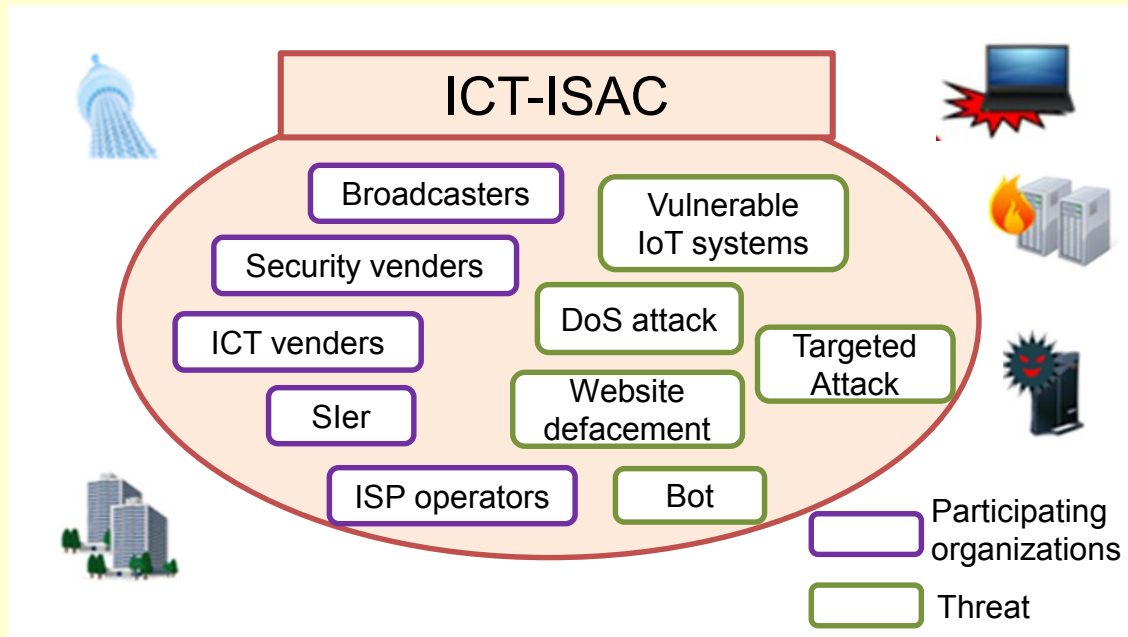 ICT-ISAC
Broadcasters
Security venders
ICT venders
SIer
ISP operators
Vulnerable
IoT systems
DoS attack
Targeted
Attack
Website
defacement
Bot
Participating
organizations
Threat